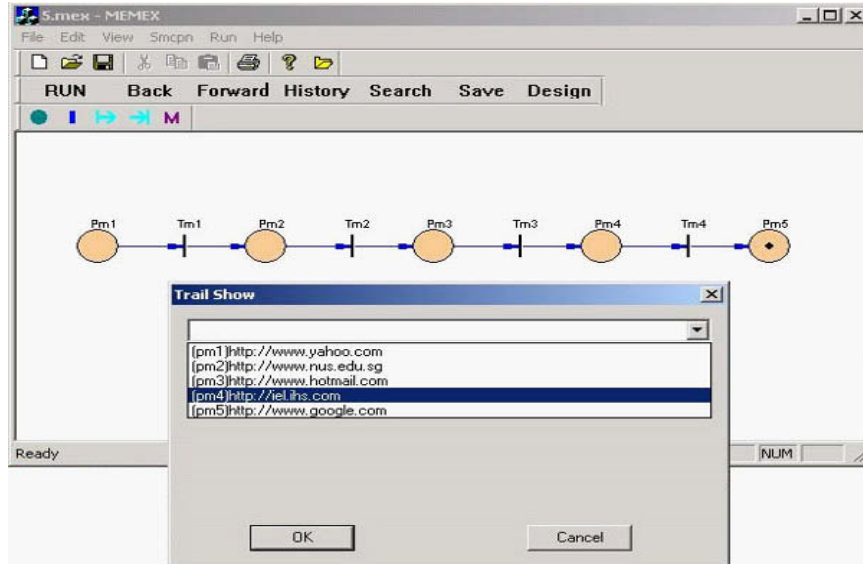 5.mex - MEMEX
File Edit View Smcpn Run Help
RUN Back Forward History Search Save Design
M
Pm1 Tm1 Pm2 Tm2 Pm3 Tm3 Pm4 Tm4 Pm5
Trail Show
(pm1)http://www.yahoo.com
(pm2)http://www.nus.edu.sg
(pm3)http://www.hotmail.com
(pm4)http://iel.ihs.com
(pm5)http://www.google.com
Ready NUM
OK Cancel